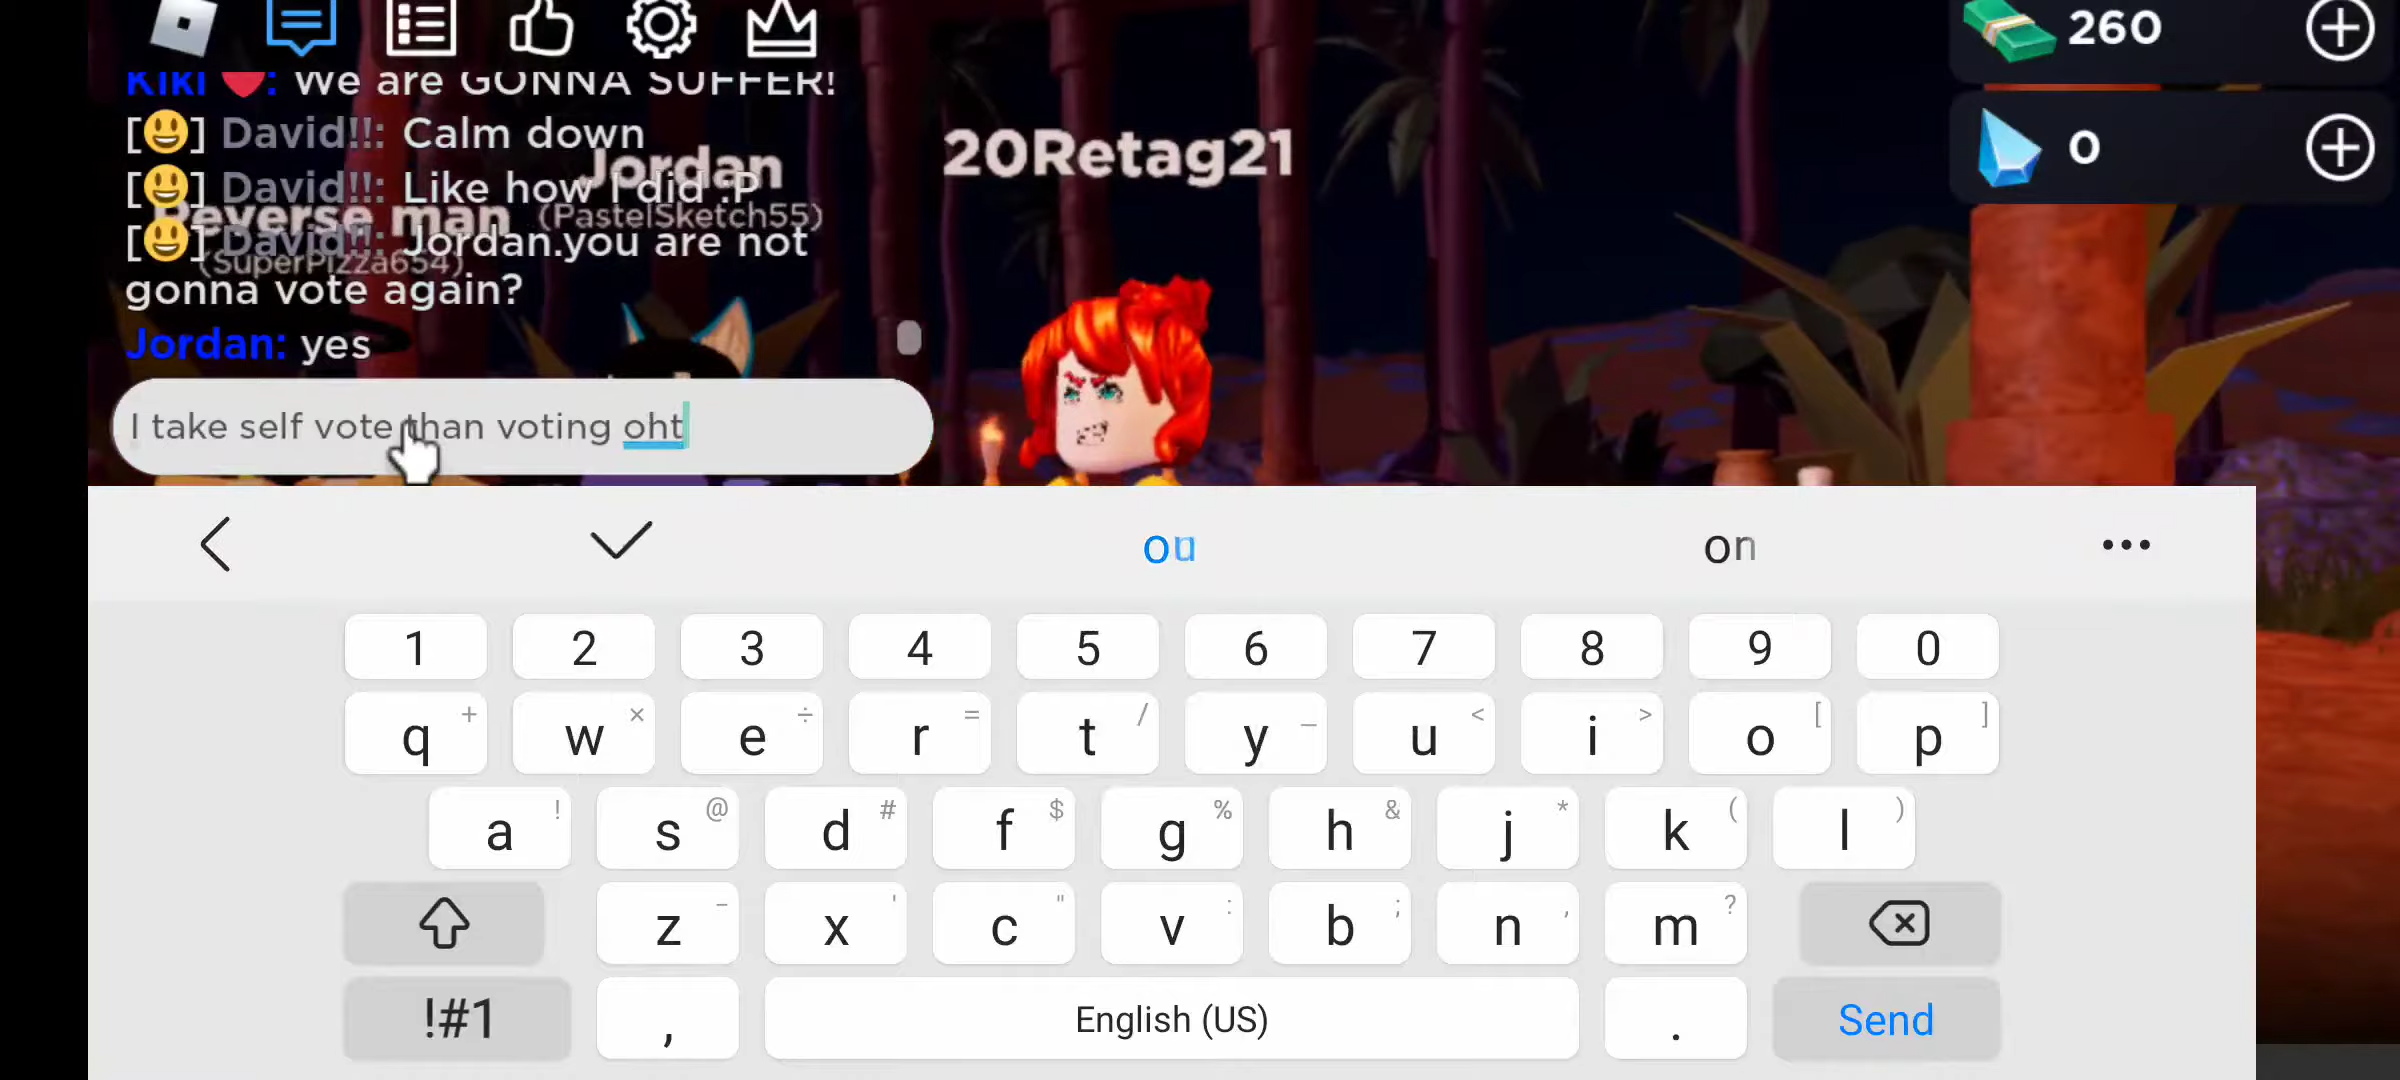 260
Kiki ❤️: We are GONNA SUFFER!
[😃] David!!: Calm down
20Retag21
0
Jordan
[😃] David!!: Like how I did :P
Reverse man
(PastelSketch55)
[😃] David!!: Jordan.you are not
(SuperPizza654)
gonna vote again?
Jordan: yes
I take self vote than voting oht
ou
on
•••
1 2 3 4 5 6 7 8 9 0
q + w × e ÷ r = t / y _ u < i > o [ p ]
a ! s @ d # f $ g % h & j * k ( l )
z - x ' c " v : b ; n , m ?
!#1 , English (US) . Send